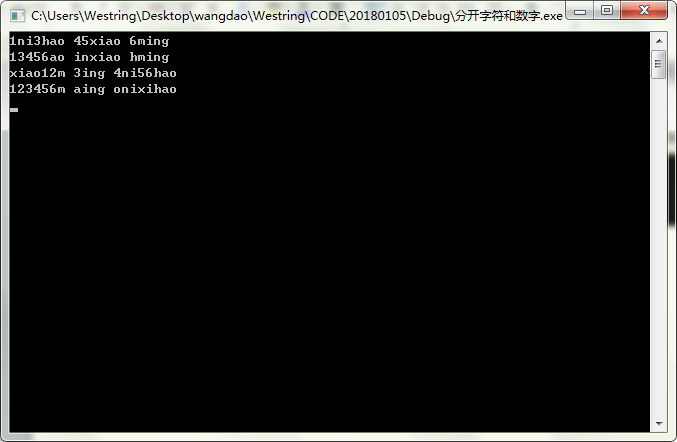 C:\Users\Westring\Desktop\wangdao\Westring\CODE\20180105\Debug\分开字符和数字.exe
1ni3hao 45xiao 6ming
13456ao inxiao hming
xiao12m 3ing 4ni56hao
123456m aing onixihao